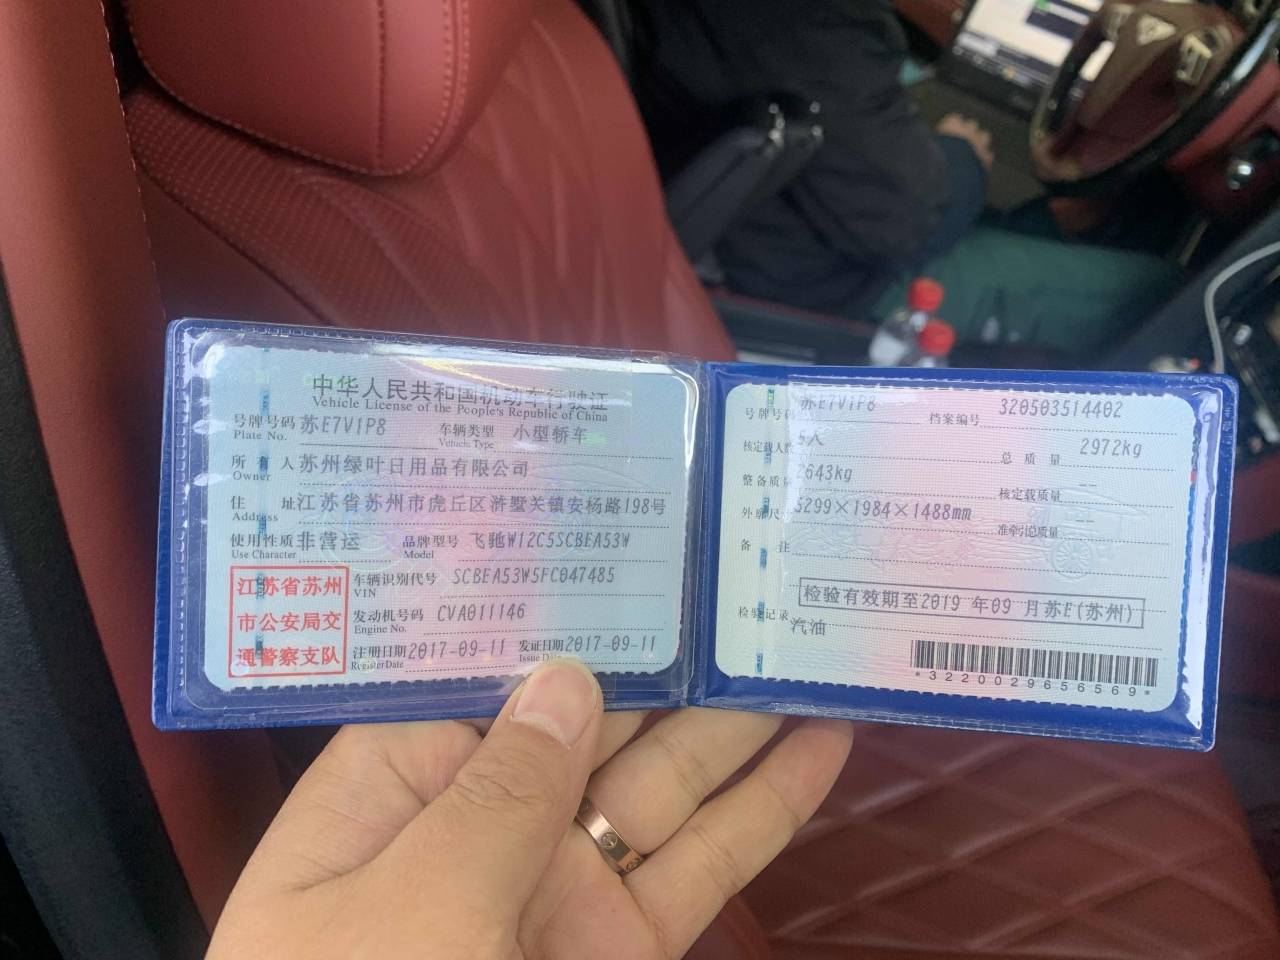 中华人民共和国机动车行驶证
Vehicle License of the People's Republic of China
号牌号码 苏E7V1P8 车辆类型 小型轿车
Plate No. Vehicle Type
所有人 苏州绿叶日用品有限公司
Owner
住址 江苏省苏州市虎丘区浒墅关镇安杨路198号
Address
使用性质 非营运 品牌型号 飞驰W12C5SCBEA53W
Use Character Model
江苏省苏州
市公安局交
通警察支队
车辆识别代号 SCBEA53W5FC047485
VIN
发动机号码 CVA011146
Engine No.
注册日期 2017-09-11 发证日期 2017-09-11
Register Date Issue Date
号牌号码 苏E7V1P8 档案编号 320503514402
核定载人数 5人 总质量 2972kg
整备质量 2643kg 核定载质量 --
外廓尺寸 5299×1984×1488mm 准牵引总质量 --
备注
检验有效期至2019年09月苏E(苏州)
检验记录
汽油
*3220029656569*